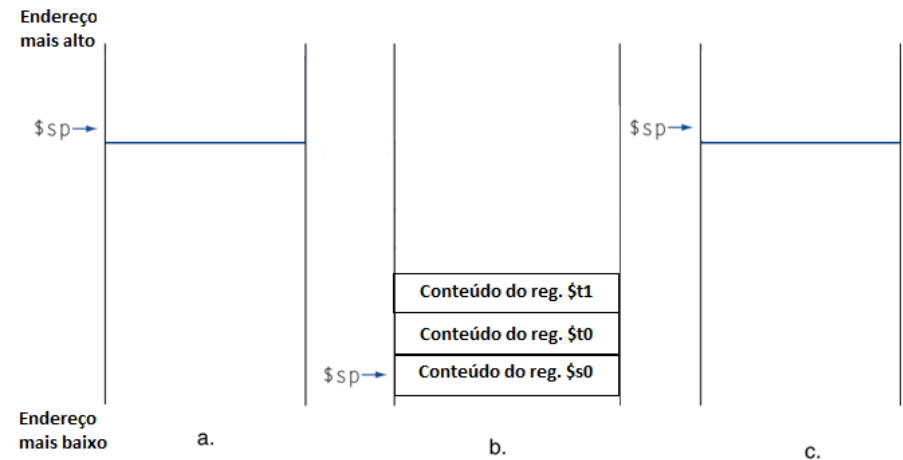 Endereço
mais alto
$sp
$sp
Conteúdo do reg. $t1
Conteúdo do reg. $t0
$sp
Conteúdo do reg. $s0
Endereço
mais baixo
a.
b.
c.